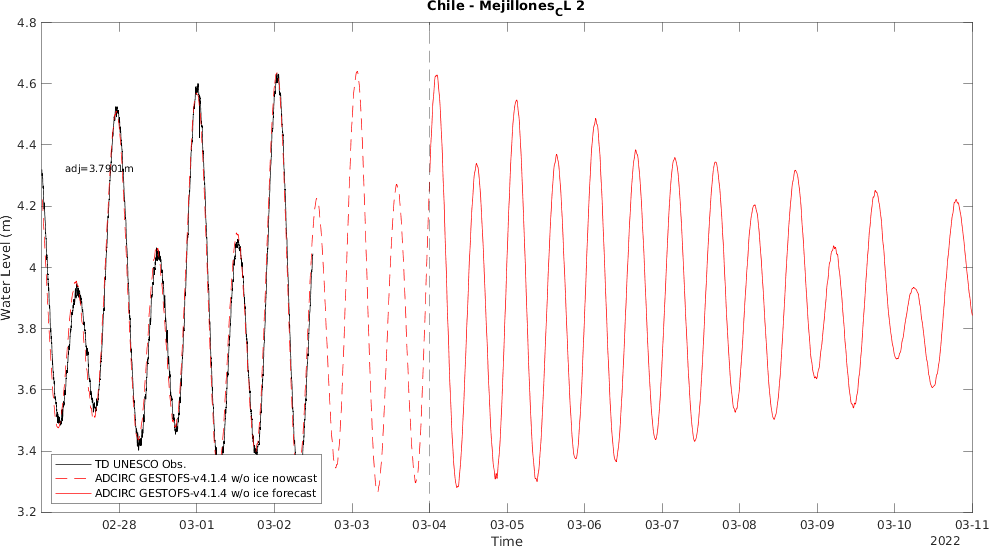 Chile - Mejillones_CL 2
4.8
4.6
4.4
4.2
4
3.8
3.6
3.4
3.2
Water Level (m)
adj=3.7901m
TD UNESCO Obs.
ADCIRC GESTOFS-v4.1.4 w/o ice nowcast
ADCIRC GESTOFS-v4.1.4 w/o ice forecast
02-28 03-01 03-02 03-03 03-04 03-05 03-06 03-07 03-08 03-09 03-10 03-11
Time
2022